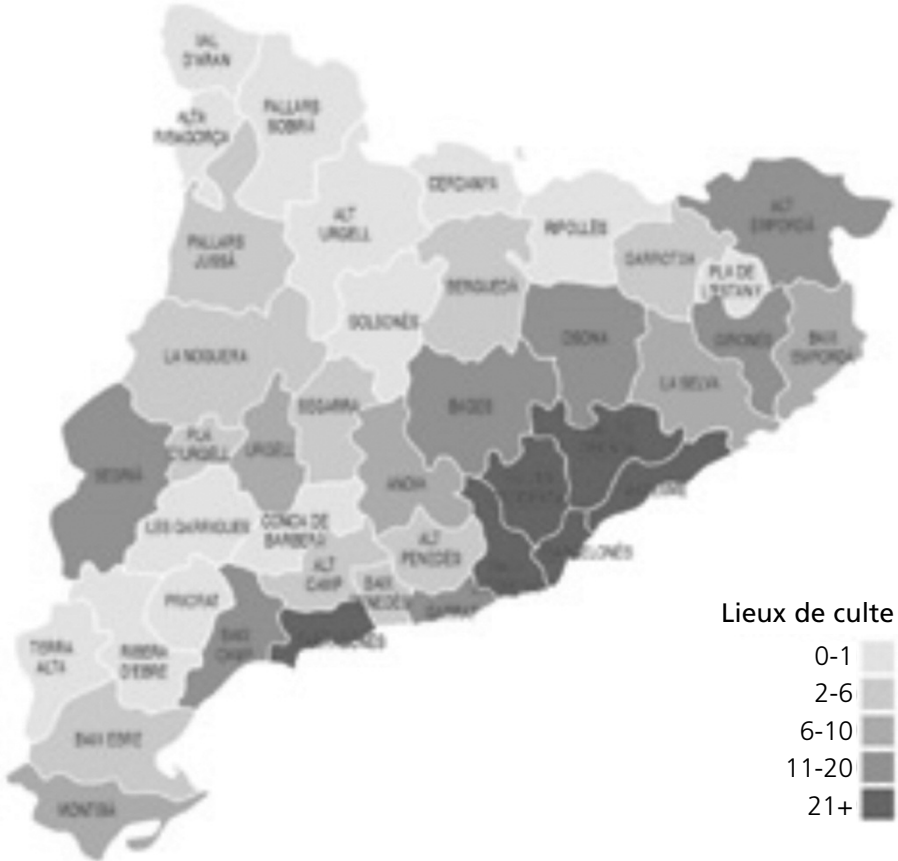 VAL
D'ARAN
ALTA
RIBAGORÇA
PALLARS
SOBIRÀ
CERDANYA
ALT
EMPORDÀ
ALT
URGELL
RIPOLLÈS
PALLARS
JUSSÀ
GARROTXA
PLA DE
L'ESTANY
BERGUEDÀ
SOLSONÈS
OSONA
GIRONÈS
BAIX
EMPORDÀ
LA NOGUERA
LA SELVA
SEGARRA
BAGES
PLA
D'URGELL
URGELL
SEGRIÀ
ANOIA
LES GARRIGUES
CONCA DE
BARBERÀ
ALT
PENEDÈS
ALT
CAMP
BAIX
PENEDÈS
GARRAF
PRIORAT
BAIX
CAMP
TERRA
ALTA
RIBERA
D'EBRE
BAIX EBRE
MONTSIÀ
Lieux de culte
0-1
2-6
6-10
11-20
21+